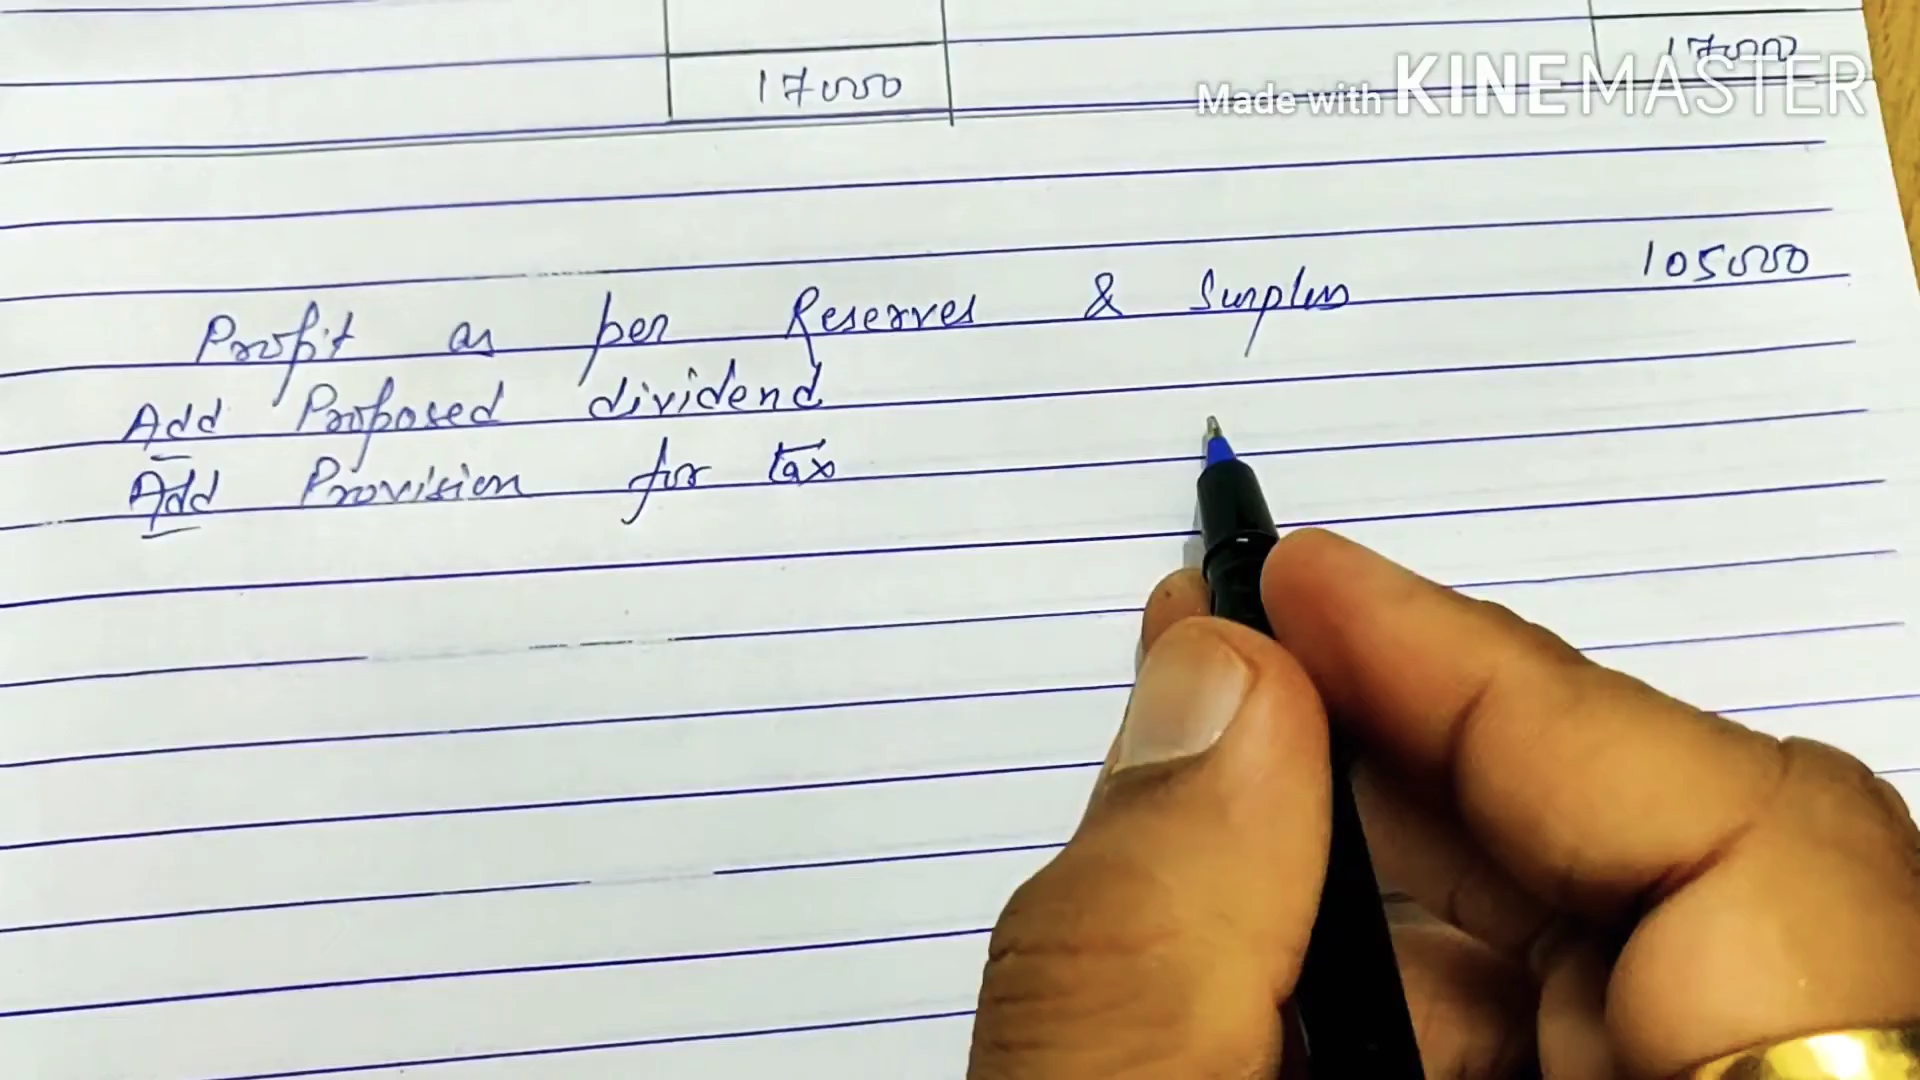 17000
17000
Made with KINEMASTER
Profit as per Reserves & Surplus 105000
Add Proposed dividend
Add Provision for tax